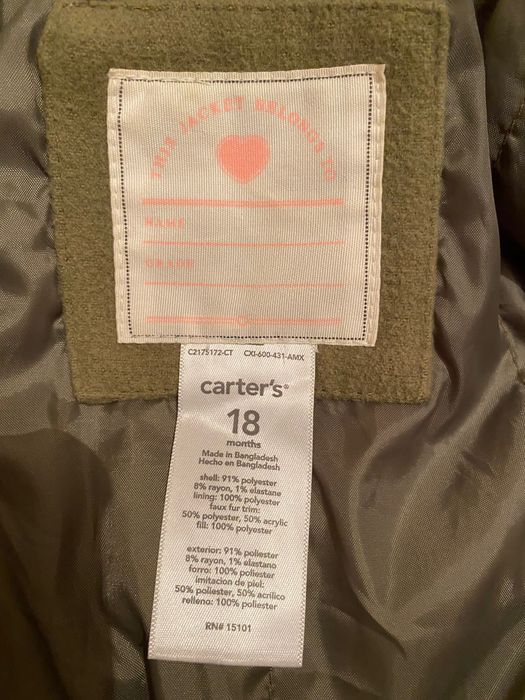 THIS JACKET BELONGS TO
NAME
GRADE
C2175172-CT CXI-600-431-AMX
carter's®
18
months
Made in Bangladesh
Hecho en Bangladesh
shell: 91% polyester
8% rayon, 1% elastane
lining: 100% polyester
faux fur trim:
50% polyester, 50% acrylic
fill: 100% polyester
exterior: 91% poliester
8% rayon, 1% elastano
forro: 100% poliester
imitacion de piel:
50% poliester, 50% acrilico
relleno: 100% poliester
RN# 15101